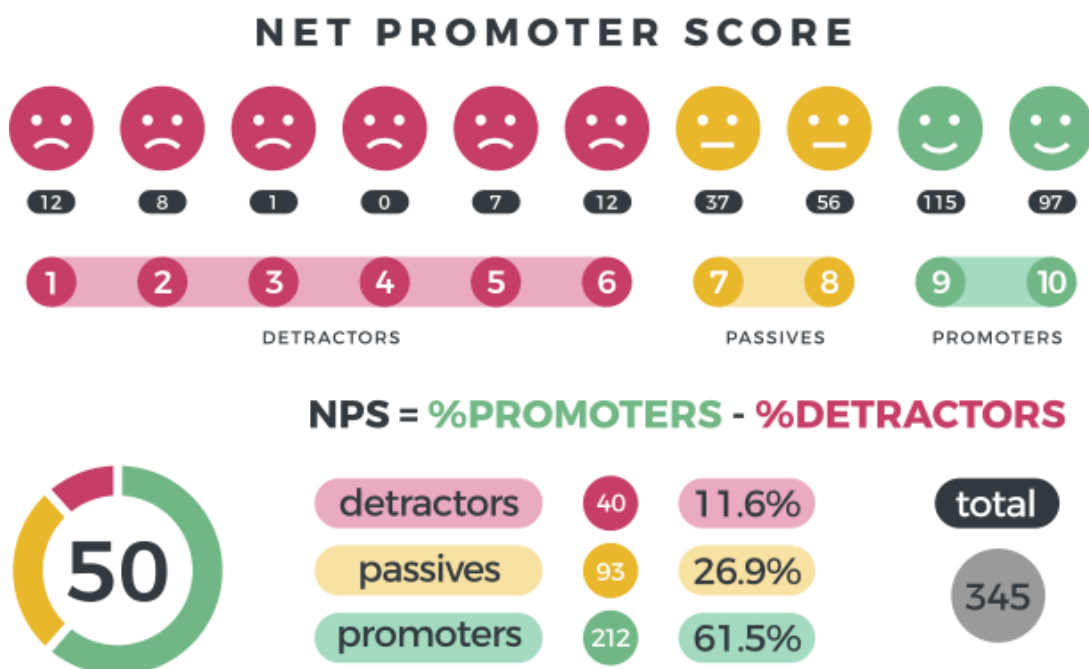 NET PROMOTER SCORE
12 8 1 0 7 12 37 56 115 97
1 2 3 4 5 6 7 8 9 10
DETRACTORS PASSIVES PROMOTERS
NPS = %PROMOTERS - %DETRACTORS
50
detractors 40 11.6% total
passives 93 26.9% 345
promoters 212 61.5%